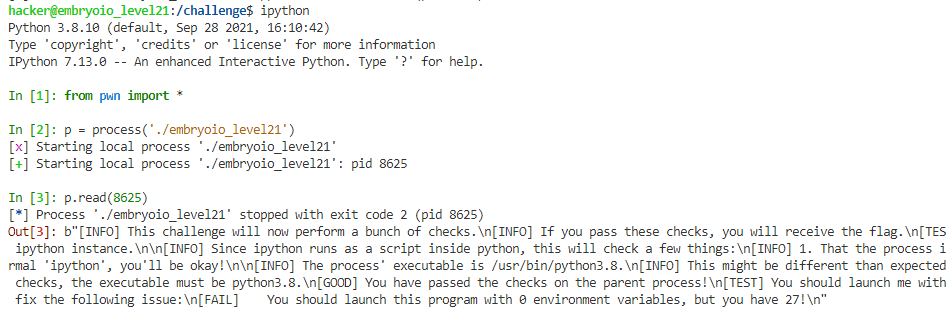 hacker@embryoio_level21:/challenge$ ipython
Python 3.8.10 (default, Sep 28 2021, 16:10:42)
Type 'copyright', 'credits' or 'license' for more information
IPython 7.13.0 -- An enhanced Interactive Python. Type '?' for help.
In [1]: from pwn import *
In [2]: p = process('./embryoio_level21')
[x] Starting local process './embryoio_level21'
[+] Starting local process './embryoio_level21': pid 8625
In [3]: p.read(8625)
[*] Process './embryoio_level21' stopped with exit code 2 (pid 8625)
Out[3]: b"[INFO] This challenge will now perform a bunch of checks.\n[INFO] If you pass these checks, you will receive the flag.\n[TES
ipython instance.\n\n[INFO] Since ipython runs as a script inside python, this will check a few things:\n[INFO] 1. That the process i
rmal 'ipython', you'll be okay!\n\n[INFO] The process' executable is /usr/bin/python3.8.\n[INFO] This might be different than expected
checks, the executable must be python3.8.\n[GOOD] You have passed the checks on the parent process!\n[TEST] You should launch me with
fix the following issue:\n[FAIL]    You should launch this program with 0 environment variables, but you have 27!\n"